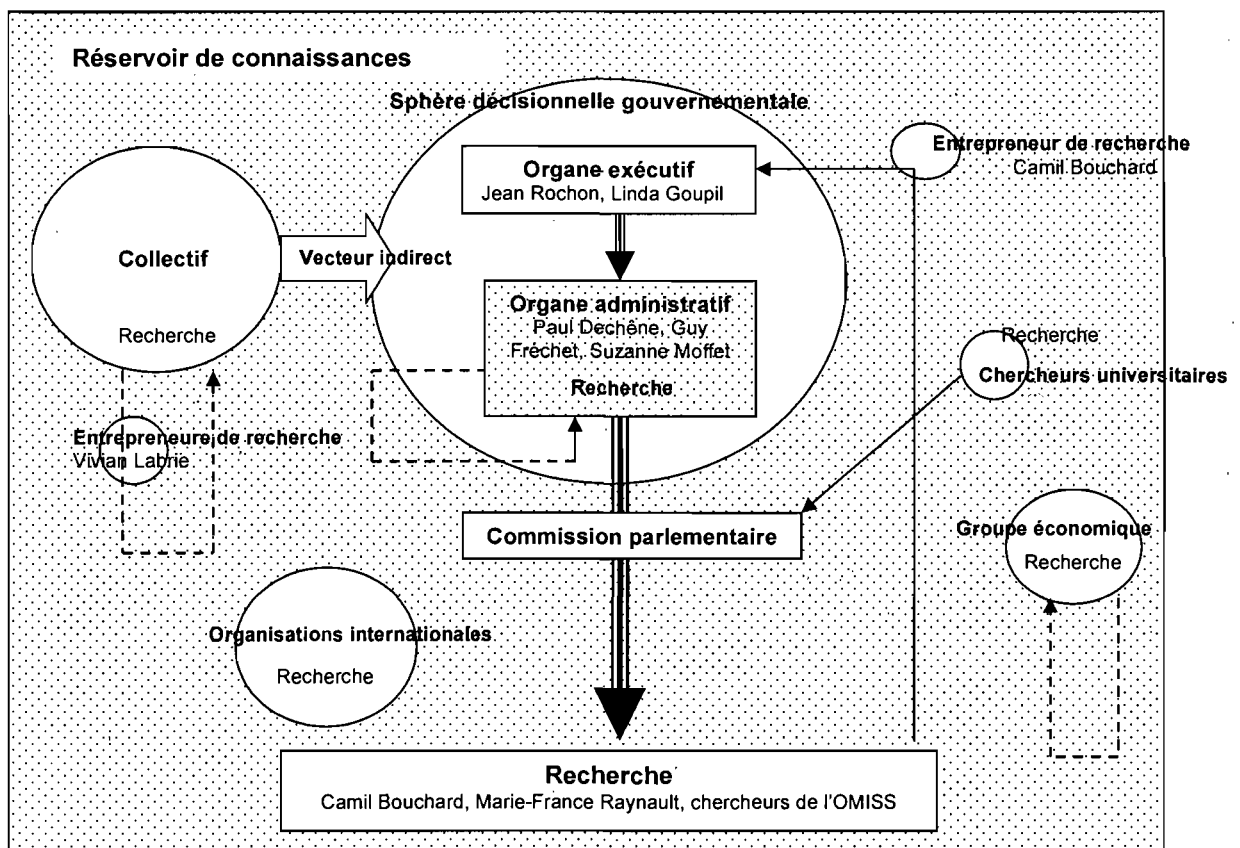 Réservoir de connaissances
Sphère décisionnelle gouvernementale
Entrepreneur de recherche
Camil Bouchard
Organe exécutif
Jean Rochon, Linda Goupil
Collectif
Recherche
Vecteur indirect
Organe administratif
Paul Dechêne, Guy
Fréchet, Suzanne Moffet
Recherche
Recherche
Chercheurs universitaires
Entrepreneure de recherche
Vivian Labrie
Commission parlementaire
Groupe économique
Recherche
Organisations internationales
Recherche
Recherche
Camil Bouchard, Marie-France Raynault, chercheurs de l'OMISS